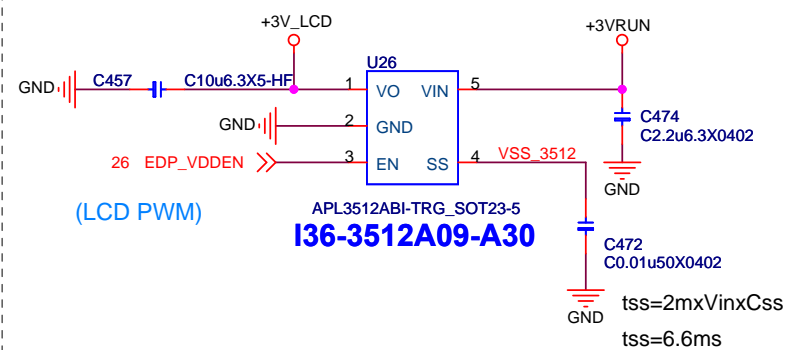 +3V_LCD
+3VRUN
GND
C457
C10u6.3X5-HF
U26
1
VO
VIN
5
GND
2
GND
C474
C2.2u6.3X0402
26 EDP_VDDEN
3
EN
SS
4
VSS_3512
GND
(LCD PWM)
APL3512ABI-TRG_SOT23-5
I36-3512A09-A30
C472
C0.01u50X0402
GND
tss=2mxVinxCss
tss=6.6ms